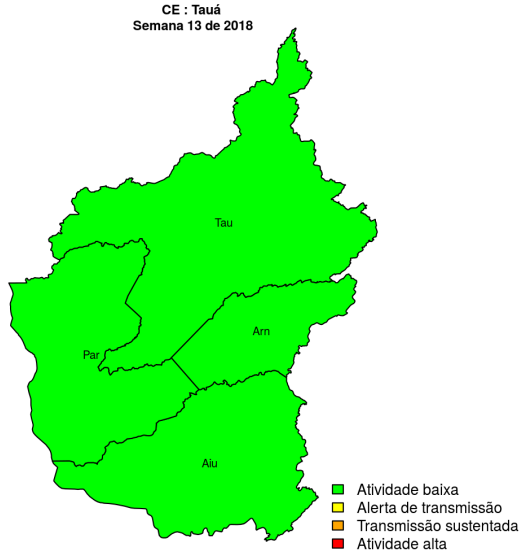 CE : Tauá
Semana 13 de 2018
Tau
Arn
Par
Aiu
Atividade baixa
Alerta de transmissão
Transmissão sustentada
Atividade alta